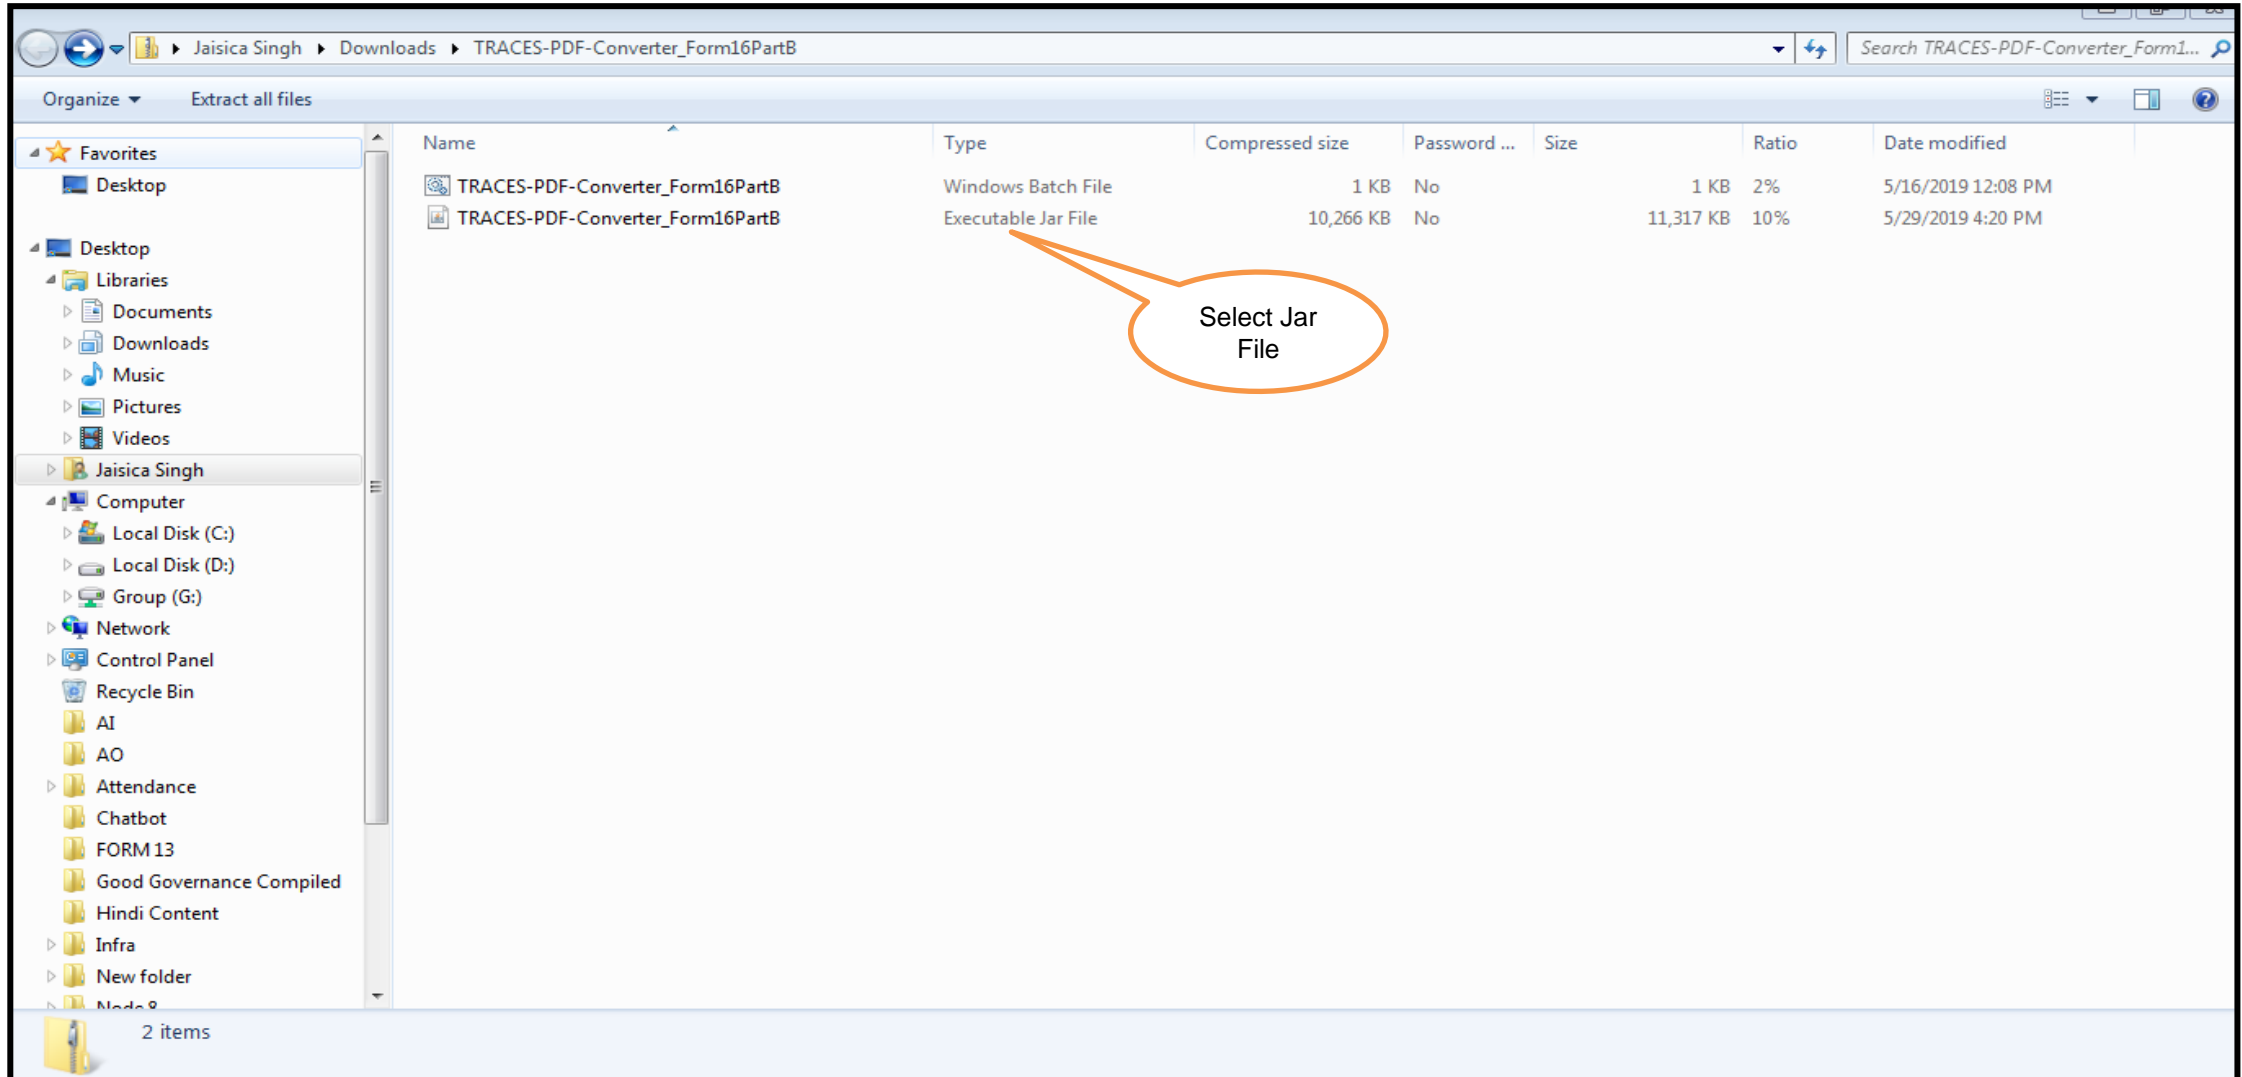 Jaisica Singh Downloads TRACES-PDF-Converter_Form16PartB Search TRACES-PDF-Converter_Form1...
Organize Extract all files
Name Type Compressed size Password ... Size Ratio Date modified
TRACES-PDF-Converter_Form16PartB Windows Batch File 1 KB No 1 KB 2% 5/16/2019 12:08 PM
TRACES-PDF-Converter_Form16PartB Executable Jar File 10,266 KB No 11,317 KB 10% 5/29/2019 4:20 PM
Select Jar
File
Favorites
Desktop
Desktop
Libraries
Documents
Downloads
Music
Pictures
Videos
Jaisica Singh
Computer
Local Disk (C:)
Local Disk (D:)
Group (G:)
Network
Control Panel
Recycle Bin
AI
AO
Attendance
Chatbot
FORM 13
Good Governance Compiled
Hindi Content
Infra
New folder
2 items